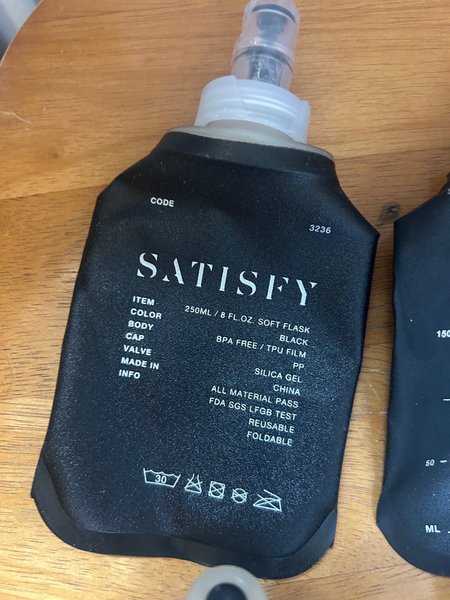 CODE 3236
SATISFY
ITEM 250ML / 8 FL.OZ. SOFT FLASK
COLOR BLACK
BODY BPA FREE / TPU FILM
CAP PP
VALVE SILICA GEL
MADE IN CHINA
INFO ALL MATERIAL PASS
FDA SGS LFGB TEST
REUSABLE
FOLDABLE
30
150
50
ML